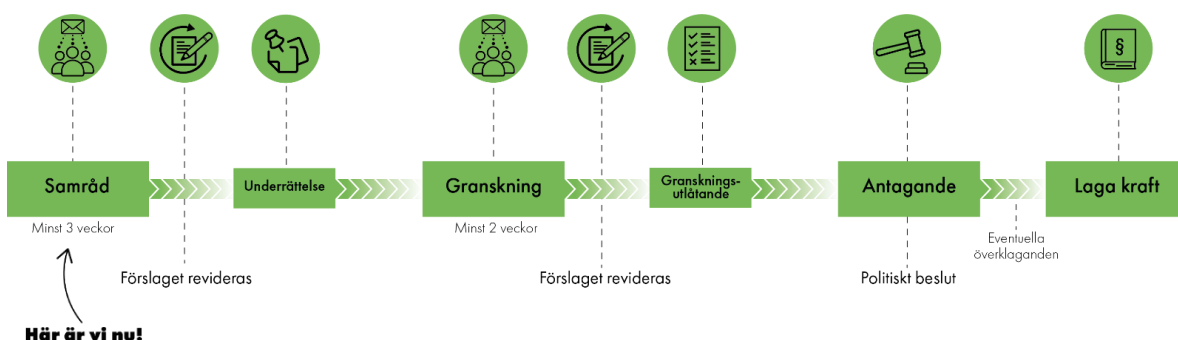 §
Samråd
Underrättelse
Granskning
Gransknings-
utlåtande
Antagande
Laga kraft
Minst 3 veckor
Minst 2 veckor
Eventuella
överklaganden
Förslaget revideras
Förslaget revideras
Politiskt beslut
Här är vi nu!